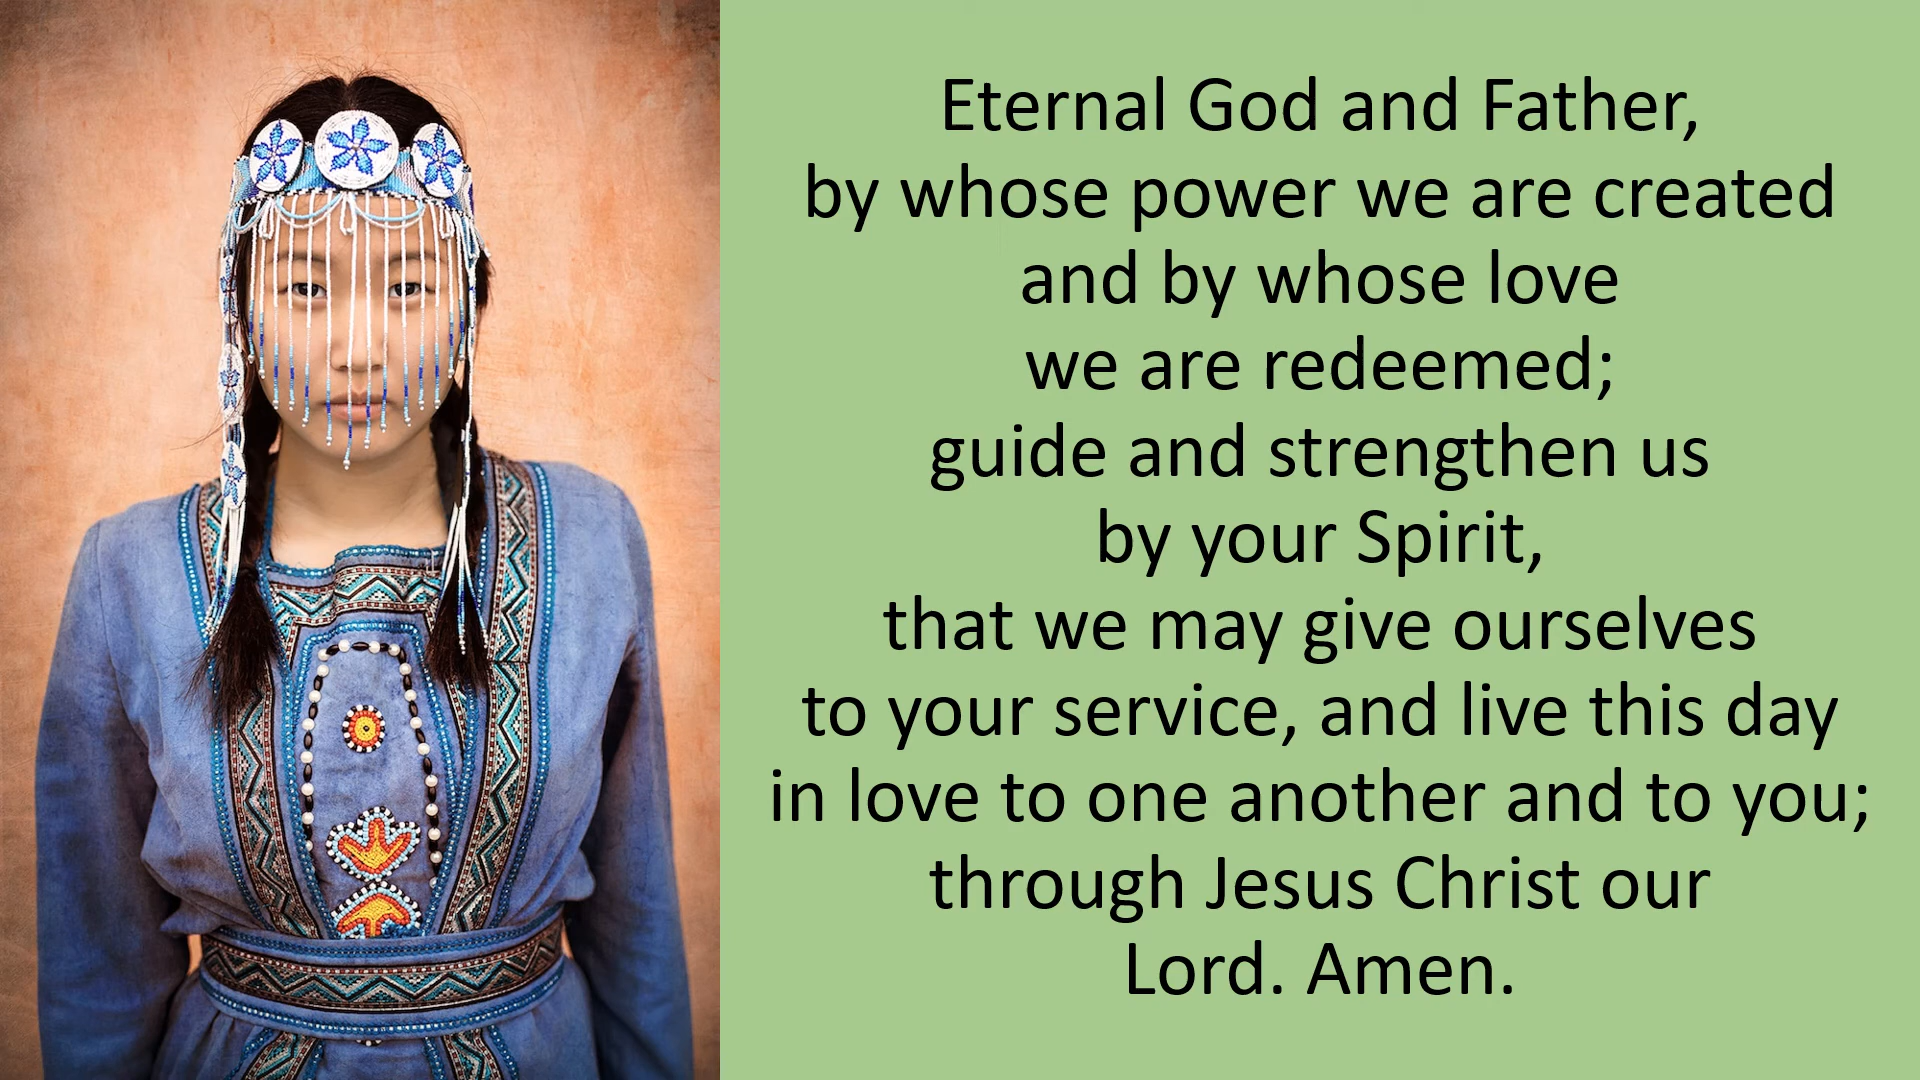 Eternal God and Father,
by whose power we are created
and by whose love
we are redeemed;
guide and strengthen us
by your Spirit,
that we may give ourselves
to your service, and live this day
in love to one another and to you;
through Jesus Christ our
Lord. Amen.